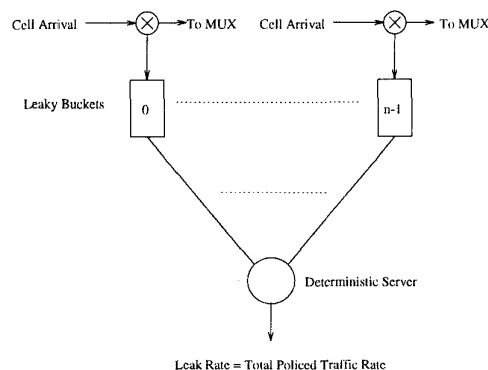 Cell Arrival To MUX Cell Arrival To MUX
Leaky Buckets 0 n-1
Deterministic Server
Leak Rate = Total Policed Traffic Rate